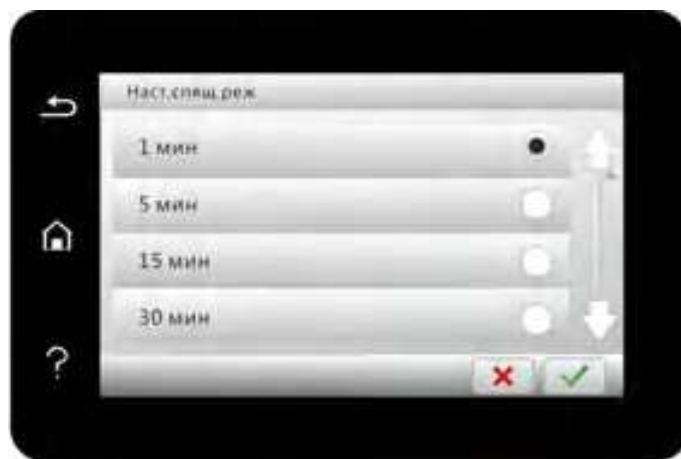 Наст.спящ.реж
1 мин
5 мин
15 мин
30 мин
?